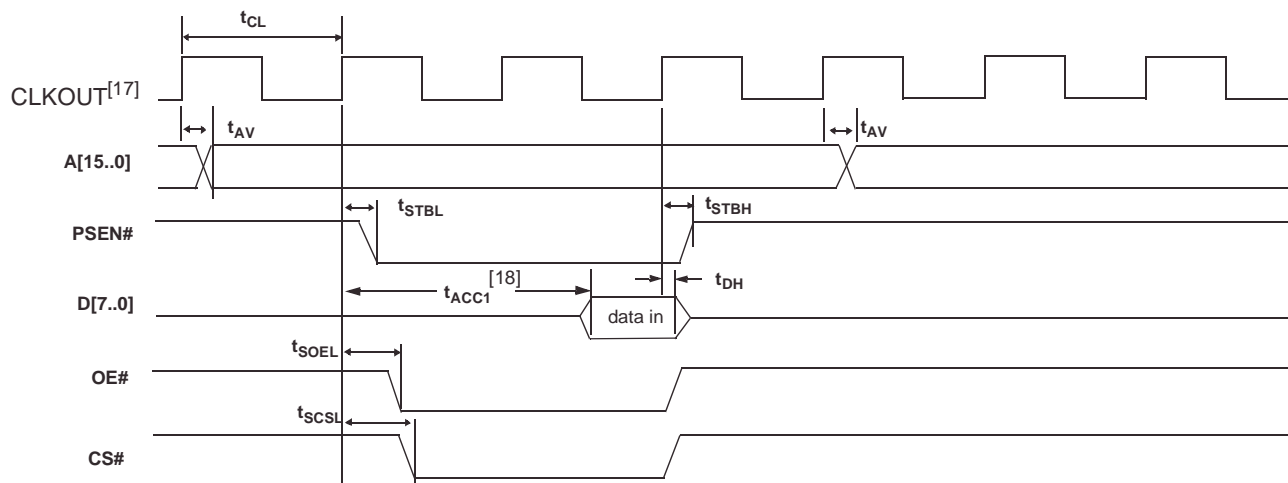 tCL
CLKOUT[17]
tAV
tAV
A[15..0]
tSTBL
tSTBH
PSEN#
[18]
tACC1
tDH
D[7..0]
data in
tSOEL
OE#
tSCSL
CS#